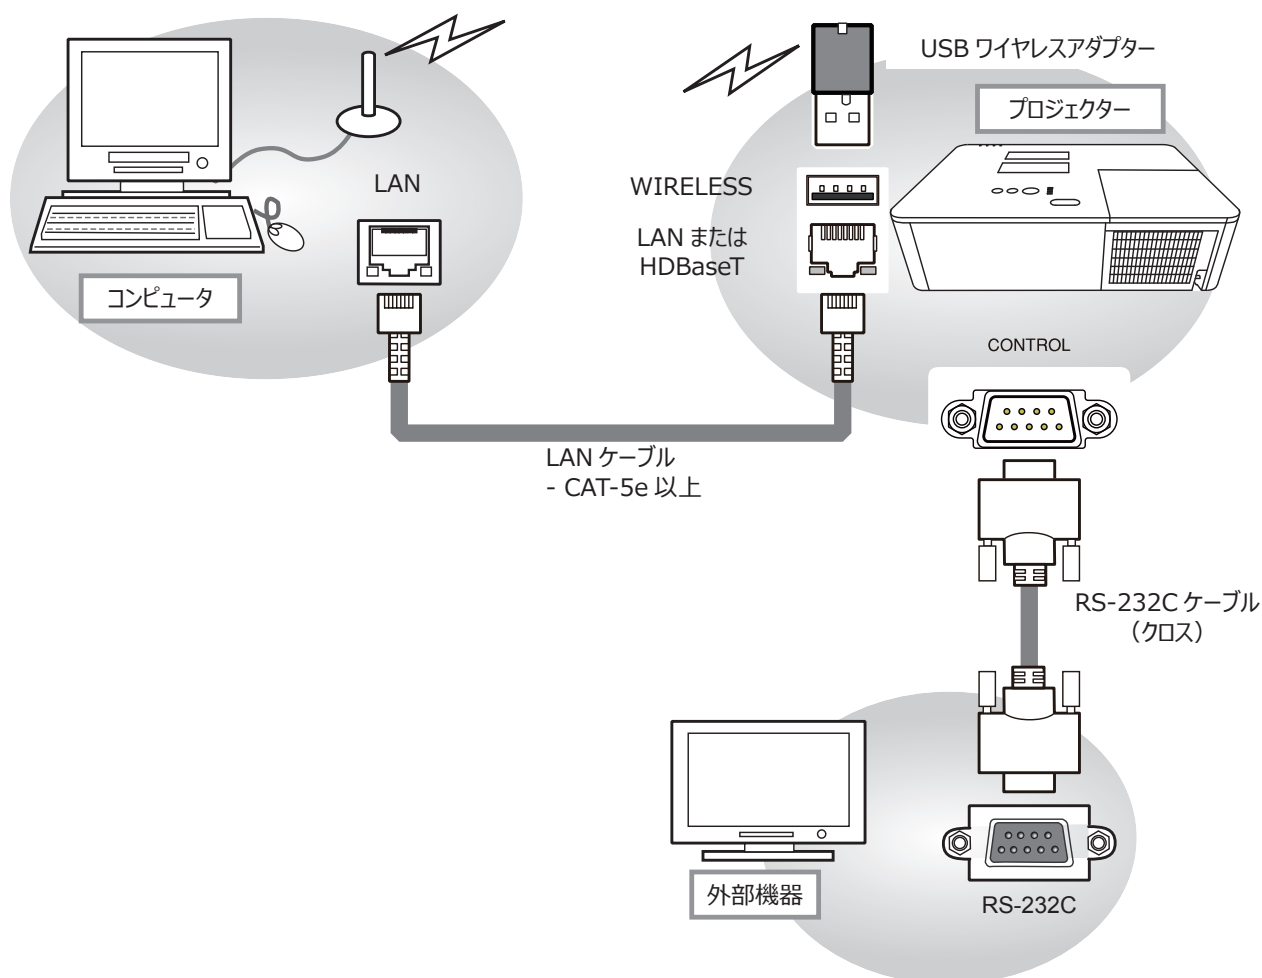 USB ワイヤレスアダプター
プロジェクター
LAN
WIRELESS
LAN または
HDBaseT
コンピュータ
CONTROL
LAN ケーブル
- CAT-5e 以上
RS-232C ケーブル
（クロス）
外部機器
RS-232C